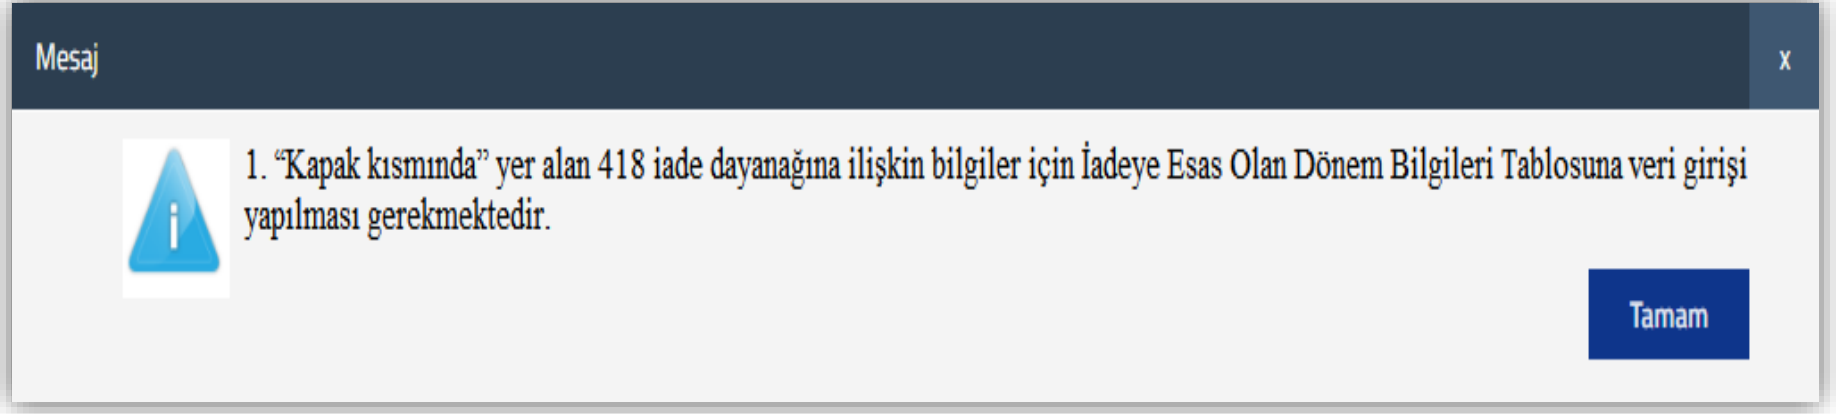 Mesaj
x
1. “Kapak kısmında” yer alan 418 iade dayanağına ilişkin bilgiler için İadeye Esas Olan Dönem Bilgileri Tablosuna veri girişi
yapılması gerekmektedir.
i
Tamam